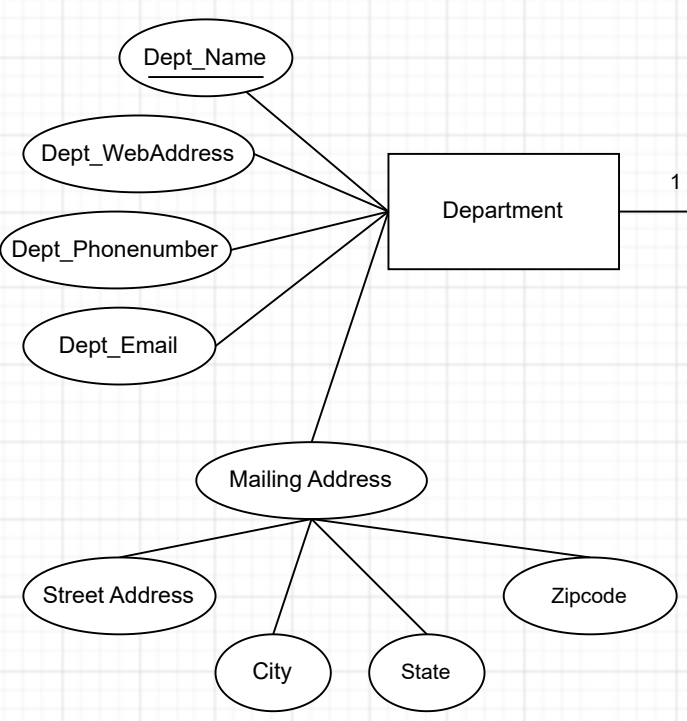 Dept_Name
Dept_WebAddress
Dept_Phonenumber
Dept_Email
Department
1
Mailing Address
Street Address
City
State
Zipcode